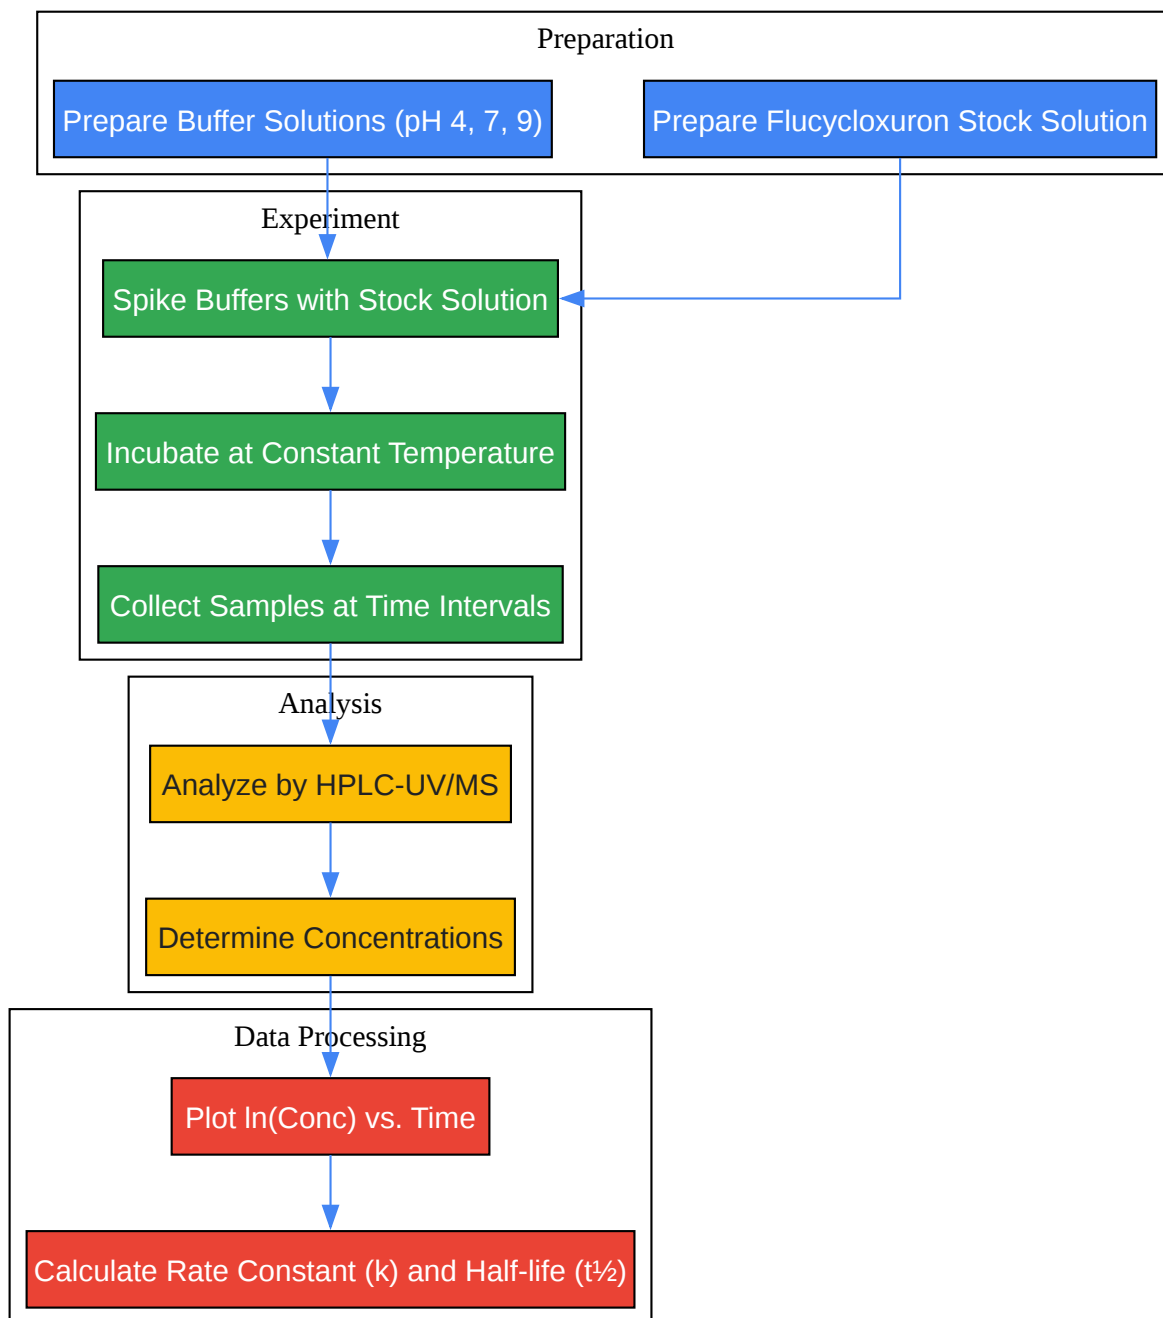 Preparation
Prepare Buffer Solutions (pH 4, 7, 9)
Prepare Flucycloxuron Stock Solution
Experiment
Spike Buffers with Stock Solution
Incubate at Constant Temperature
Collect Samples at Time Intervals
Analysis
Analyze by HPLC-UV/MS
Determine Concentrations
Data Processing
Plot ln(Conc) vs. Time
Calculate Rate Constant (k) and Half-life (t½)